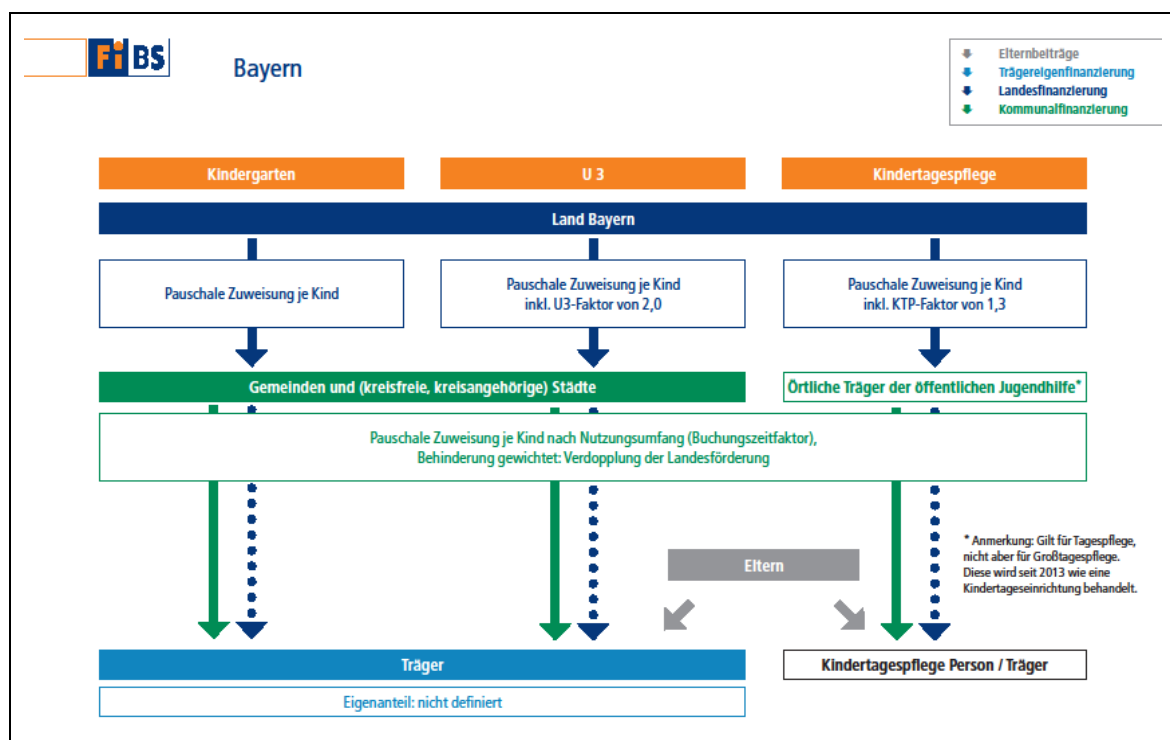 FiBS
Bayern
Elternbeiträge
Trägereigenfinanzierung
Landesfinanzierung
Kommunalfinanzierung
Kindergarten
U 3
Kindertagespflege
Land Bayern
Pauschale Zuweisung je Kind
Pauschale Zuweisung je Kind
inkl. U3-Faktor von 2,0
Pauschale Zuweisung je Kind
inkl. KTP-Faktor von 1,3
Gemeinden und (kreisfreie, kreisangehörige) Städte
Örtliche Träger der öffentlichen Jugendhilfe*
Pauschale Zuweisung je Kind nach Nutzungsumfang (Buchungszeitfaktor),
Behinderung gewichtet: Verdopplung der Landesförderung
* Anmerkung: Gilt für Tagespflege,
nicht aber für Großtagespflege.
Diese wird seit 2013 wie eine
Kindertageseinrichtung behandelt.
Eltern
Träger
Kindertagespflege Person / Träger
Eigenanteil: nicht definiert